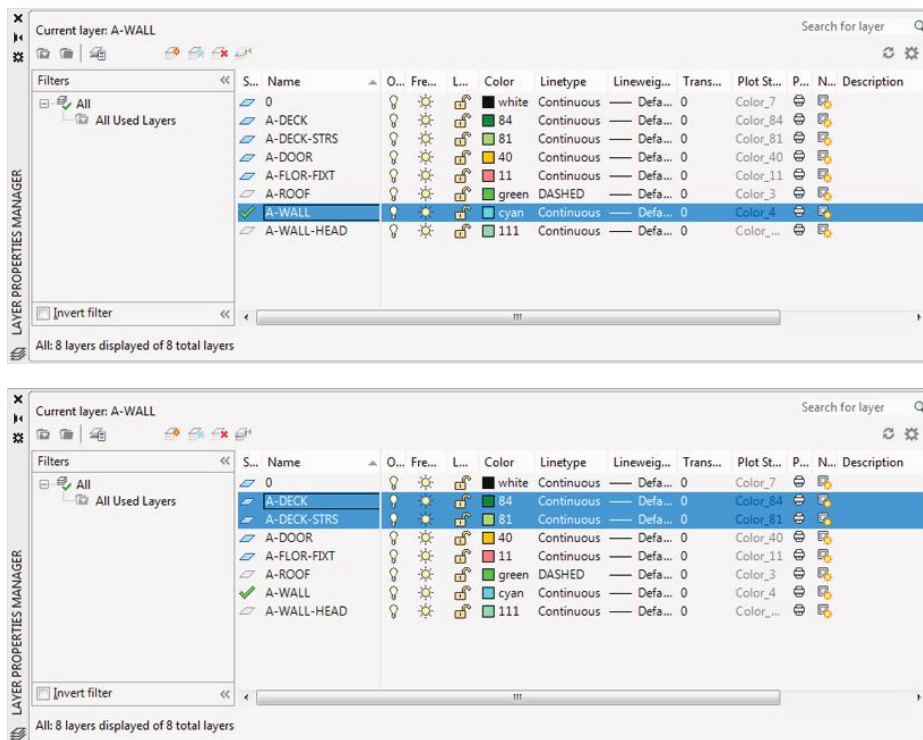 Current layer: A-WALL
Search for layer
Filters
All
All Used Layers
Invert filter
S... Name O... Fre... L... Color Linetype Lineweig... Trans... Plot St... P... N... Description
0 white Continuous Defa... 0 Color_7
A-DECK 84 Continuous Defa... 0 Color_84
A-DECK-STRS 81 Continuous Defa... 0 Color_81
A-DOOR 40 Continuous Defa... 0 Color_40
A-FLOR-FIXT 11 Continuous Defa... 0 Color_11
A-ROOF green DASHED Defa... 0 Color_3
A-WALL cyan Continuous Defa... 0 Color_4
A-WALL-HEAD 111 Continuous Defa... 0 Color_...
LAYER PROPERTIES MANAGER
All: 8 layers displayed of 8 total layers
Current layer: A-WALL
Search for layer
Filters
All
All Used Layers
Invert filter
S... Name O... Fre... L... Color Linetype Lineweig... Trans... Plot St... P... N... Description
0 white Continuous Defa... 0 Color_7
A-DECK 84 Continuous Defa... 0 Color_84
A-DECK-STRS 81 Continuous Defa... 0 Color_81
A-DOOR 40 Continuous Defa... 0 Color_40
A-FLOR-FIXT 11 Continuous Defa... 0 Color_11
A-ROOF green DASHED Defa... 0 Color_3
A-WALL cyan Continuous Defa... 0 Color_4
A-WALL-HEAD 111 Continuous Defa... 0 Color_...
LAYER PROPERTIES MANAGER
All: 8 layers displayed of 8 total layers